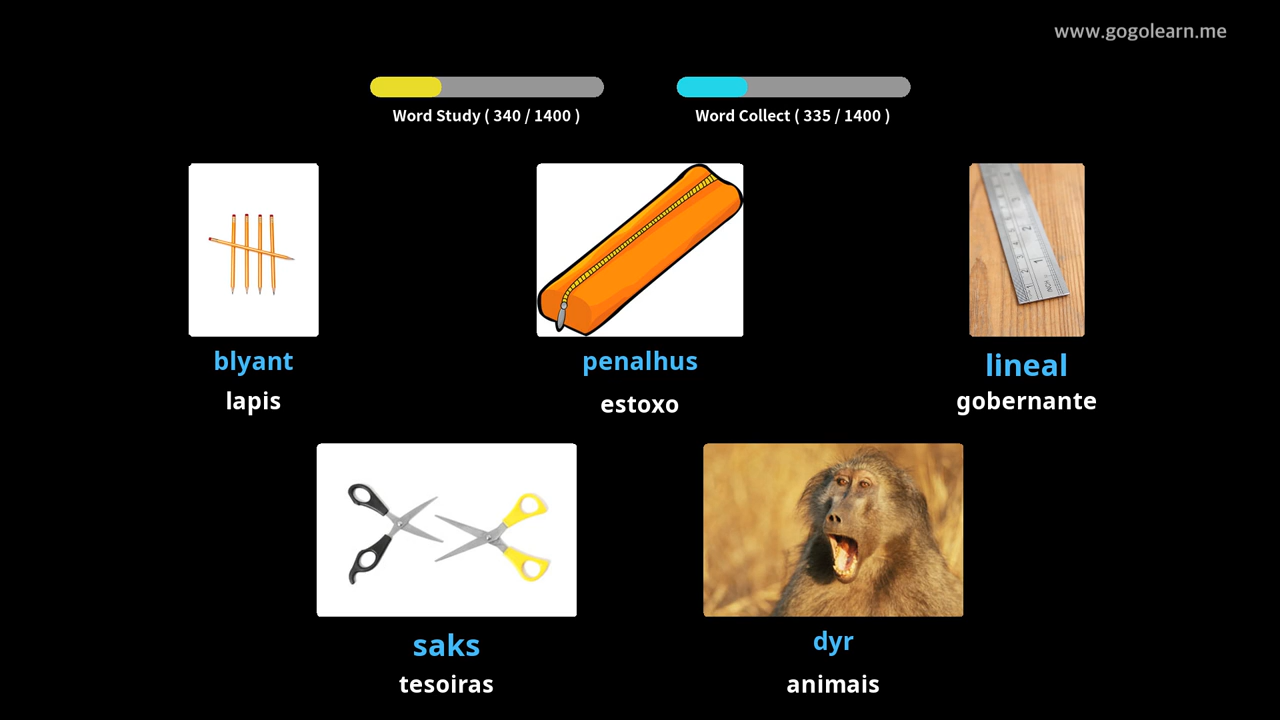 www.gogolearn.me
Word Study ( 340 / 1400 )
Word Collect ( 335 / 1400 )
blyant
lapis
penalhus
estoxo
lineal
gobernante
saks
tesoiras
dyr
animais